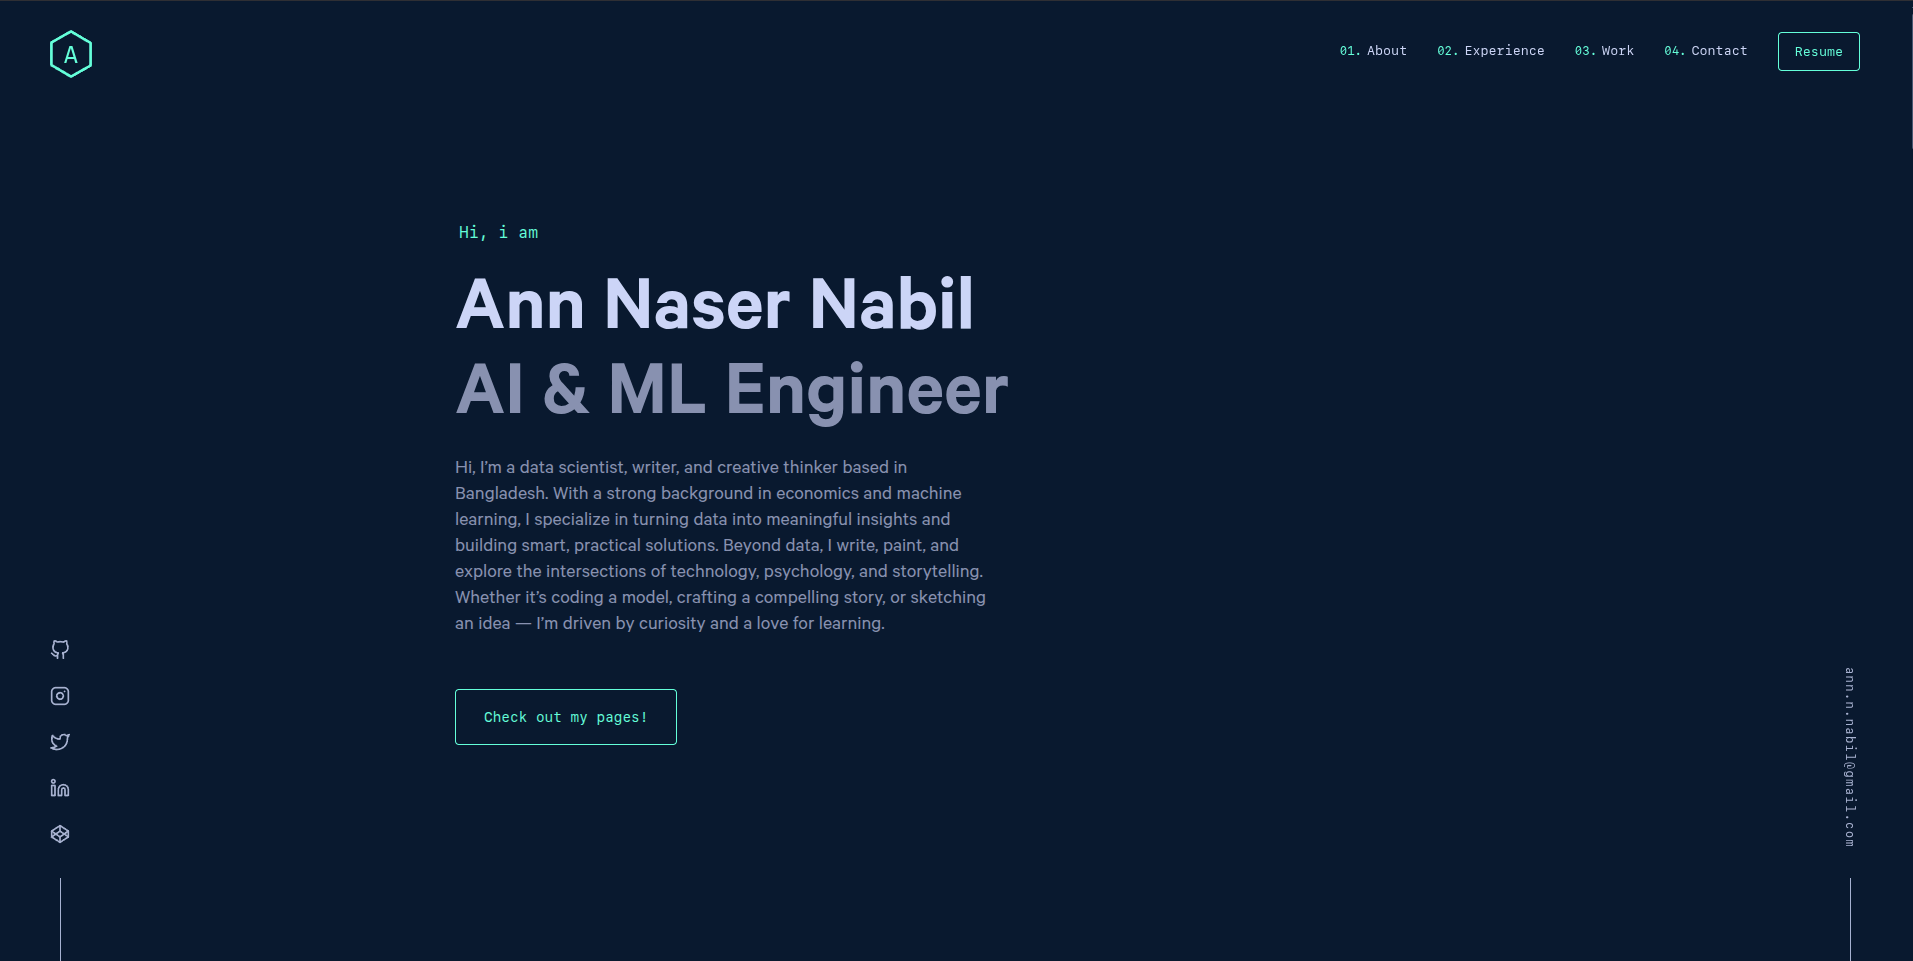 A
01. About 02. Experience 03. Work 04. Contact Resume
Hi, i am
Ann Naser Nabil
AI & ML Engineer
Hi, I’m a data scientist, writer, and creative thinker based in
Bangladesh. With a strong background in economics and machine
learning, I specialize in turning data into meaningful insights and
building smart, practical solutions. Beyond data, I write, paint, and
explore the intersections of technology, psychology, and storytelling.
Whether it’s coding a model, crafting a compelling story, or sketching
an idea — I’m driven by curiosity and a love for learning.
Check out my pages!
ann.n.nabil@gmail.com